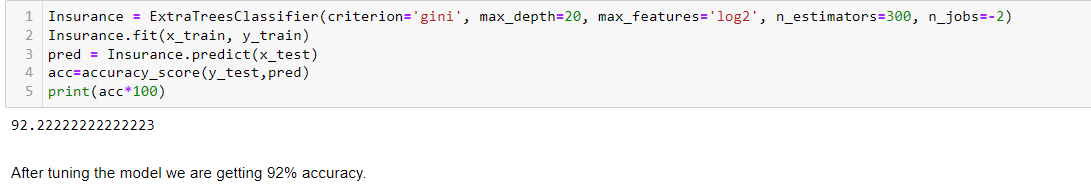 1 Insurance = ExtraTreesClassifier(criterion='gini', max_depth=20, max_features='log2', n_estimators=300, n_jobs=-2)
2 Insurance.fit(x_train, y_train)
3 pred = Insurance.predict(x_test)
4 acc=accuracy_score(y_test,pred)
5 print(acc*100)
92.22222222222223
After tuning the model we are getting 92% accuracy.